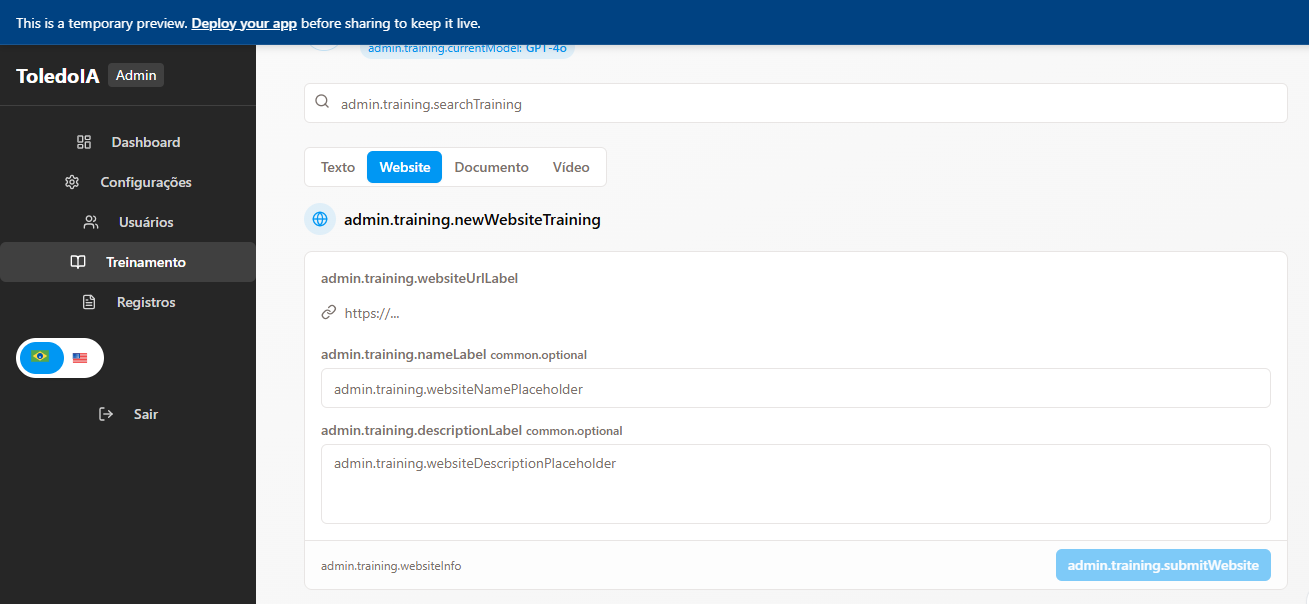 This is a temporary preview. Deploy your app before sharing to keep it live.
ToledoIA Admin
admin.training.currentModel: GPT-4o
admin.training.searchTraining
Dashboard
Configurações
Usuários
Treinamento
Registros
Sair
Texto Website Documento Vídeo
admin.training.newWebsiteTraining
admin.training.websiteUrlLabel
https://...
admin.training.nameLabel common.optional
admin.training.websiteNamePlaceholder
admin.training.descriptionLabel common.optional
admin.training.websiteDescriptionPlaceholder
admin.training.websiteInfo
admin.training.submitWebsite